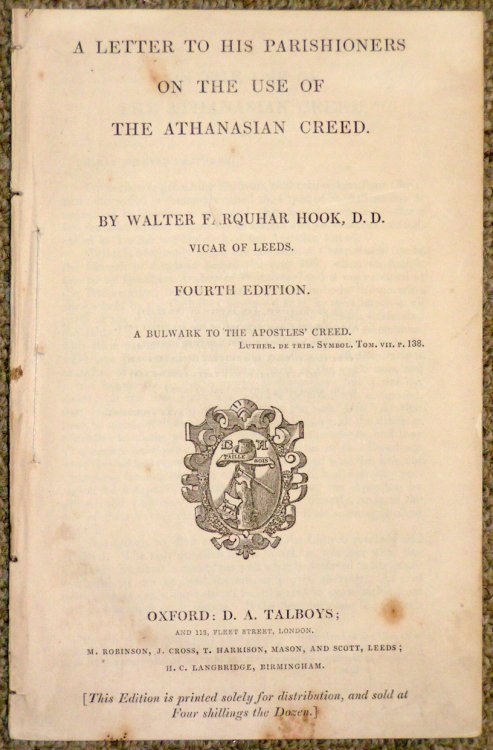 A LETTER TO HIS PARISHIONERS
ON THE USE OF
THE ATHANASIAN CREED.
BY WALTER FARQUHAR HOOK, D. D.
VICAR OF LEEDS.
FOURTH EDITION.
A BULWARK TO THE APOSTLES' CREED.
LUTHER. DE TRIB. SYMBOL. TOM. VII. P. 138.
TAILLE BOIS
OXFORD: D. A. TALBOYS;
AND 113, FLEET STREET, LONDON.
M. ROBINSON, J. CROSS, T. HARRISON, MASON, AND SCOTT, LEEDS;
H. C. LANGBRIDGE, BIRMINGHAM.
[This Edition is printed solely for distribution, and sold at
Four shillings the Dozen.]